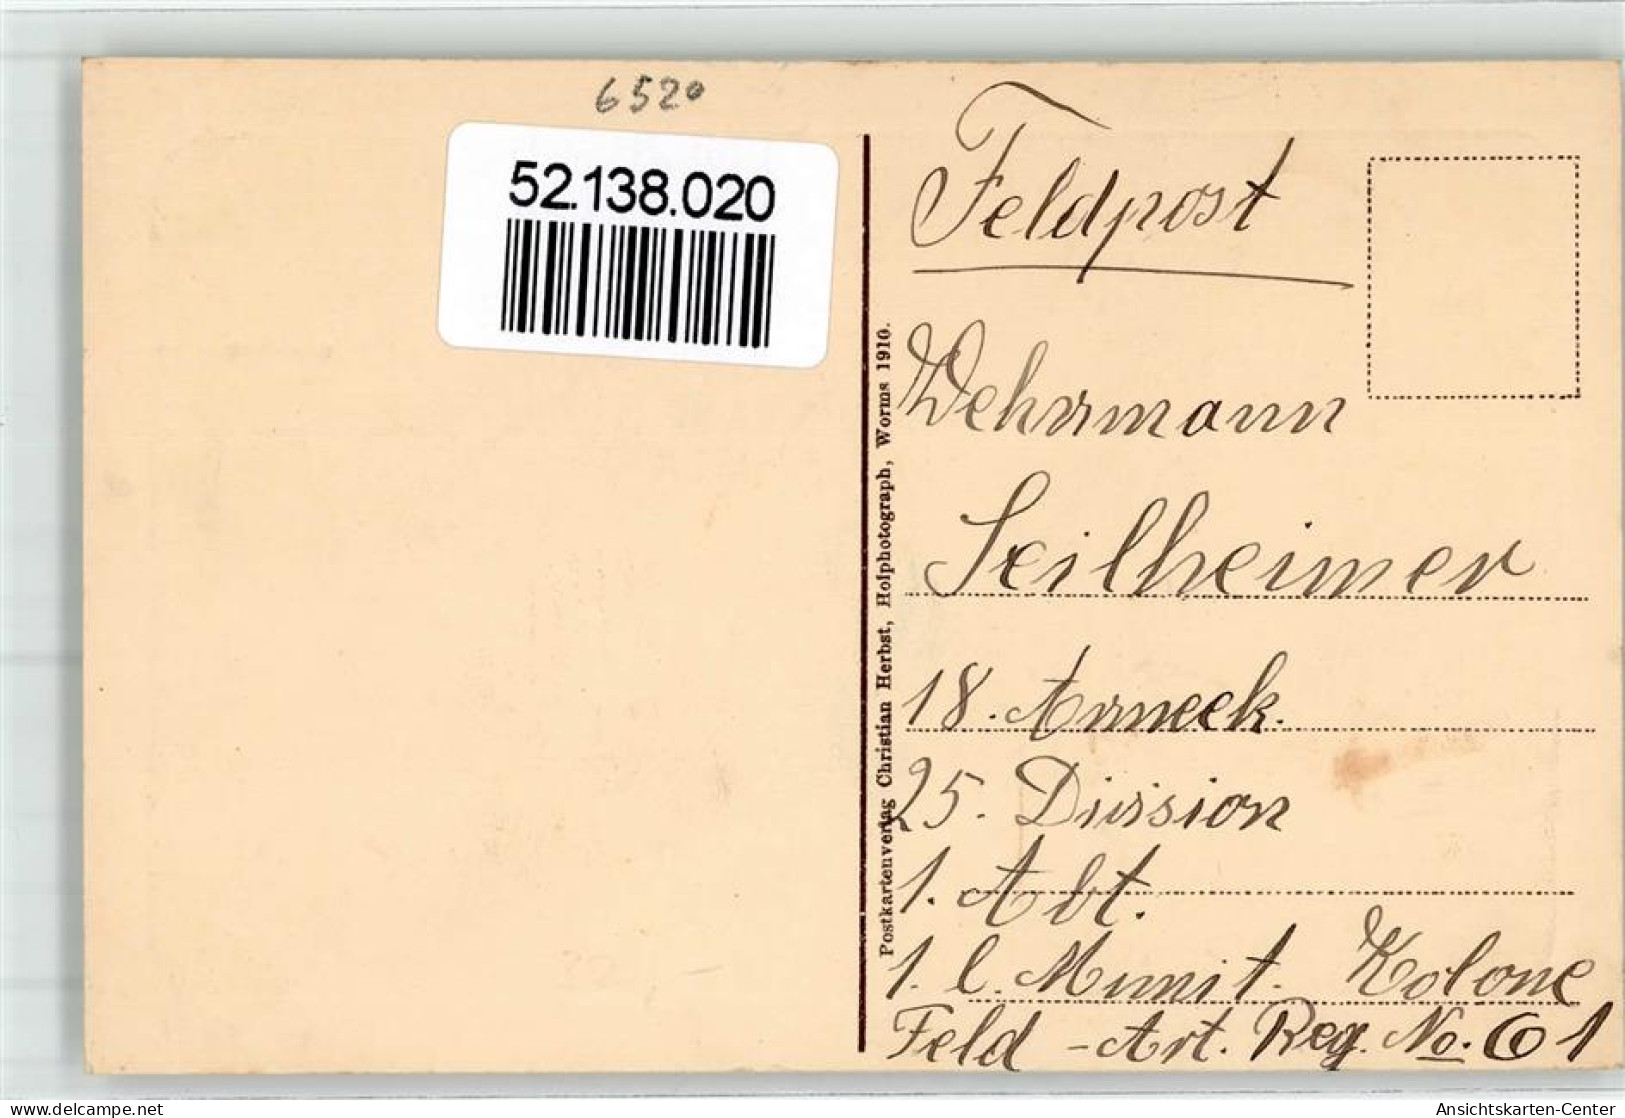 6520
52.138.020
Postkartenverlag Christian Herbst, Hofphotograph, Worms 1910.
Feldpost
Wehrmann
Seilheimer
18. Armeek.
25. Division
1. Abt.
1. l. Munit. Kolone
Feld-Art. Reg. No. 61
Ansichtskarten-Center
delcampe.net